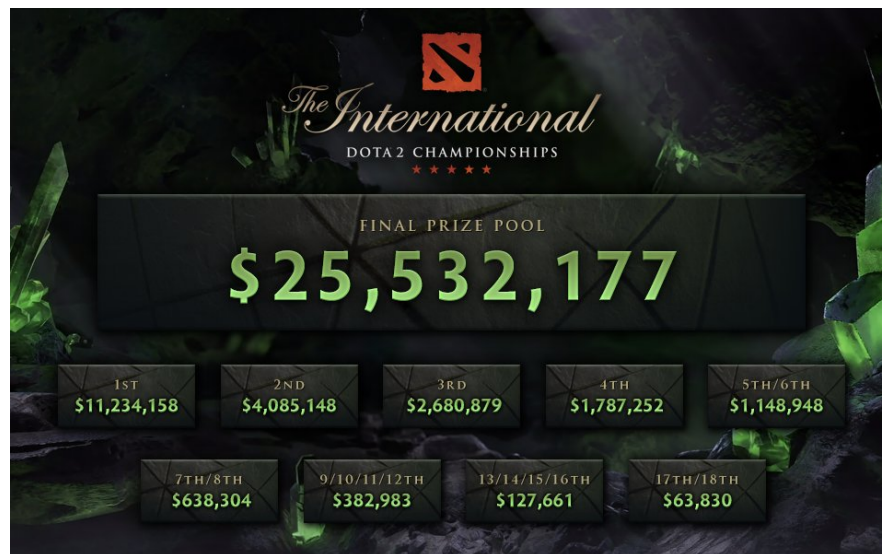 The International
DOTA 2 CHAMPIONSHIPS
FINAL PRIZE POOL
$25,532,177
1ST
$11,234,158
2ND
$4,085,148
3RD
$2,680,879
4TH
$1,787,252
5TH/6TH
$1,148,948
7TH/8TH
$638,304
9/10/11/12TH
$382,983
13/14/15/16TH
$127,661
17TH/18TH
$63,830